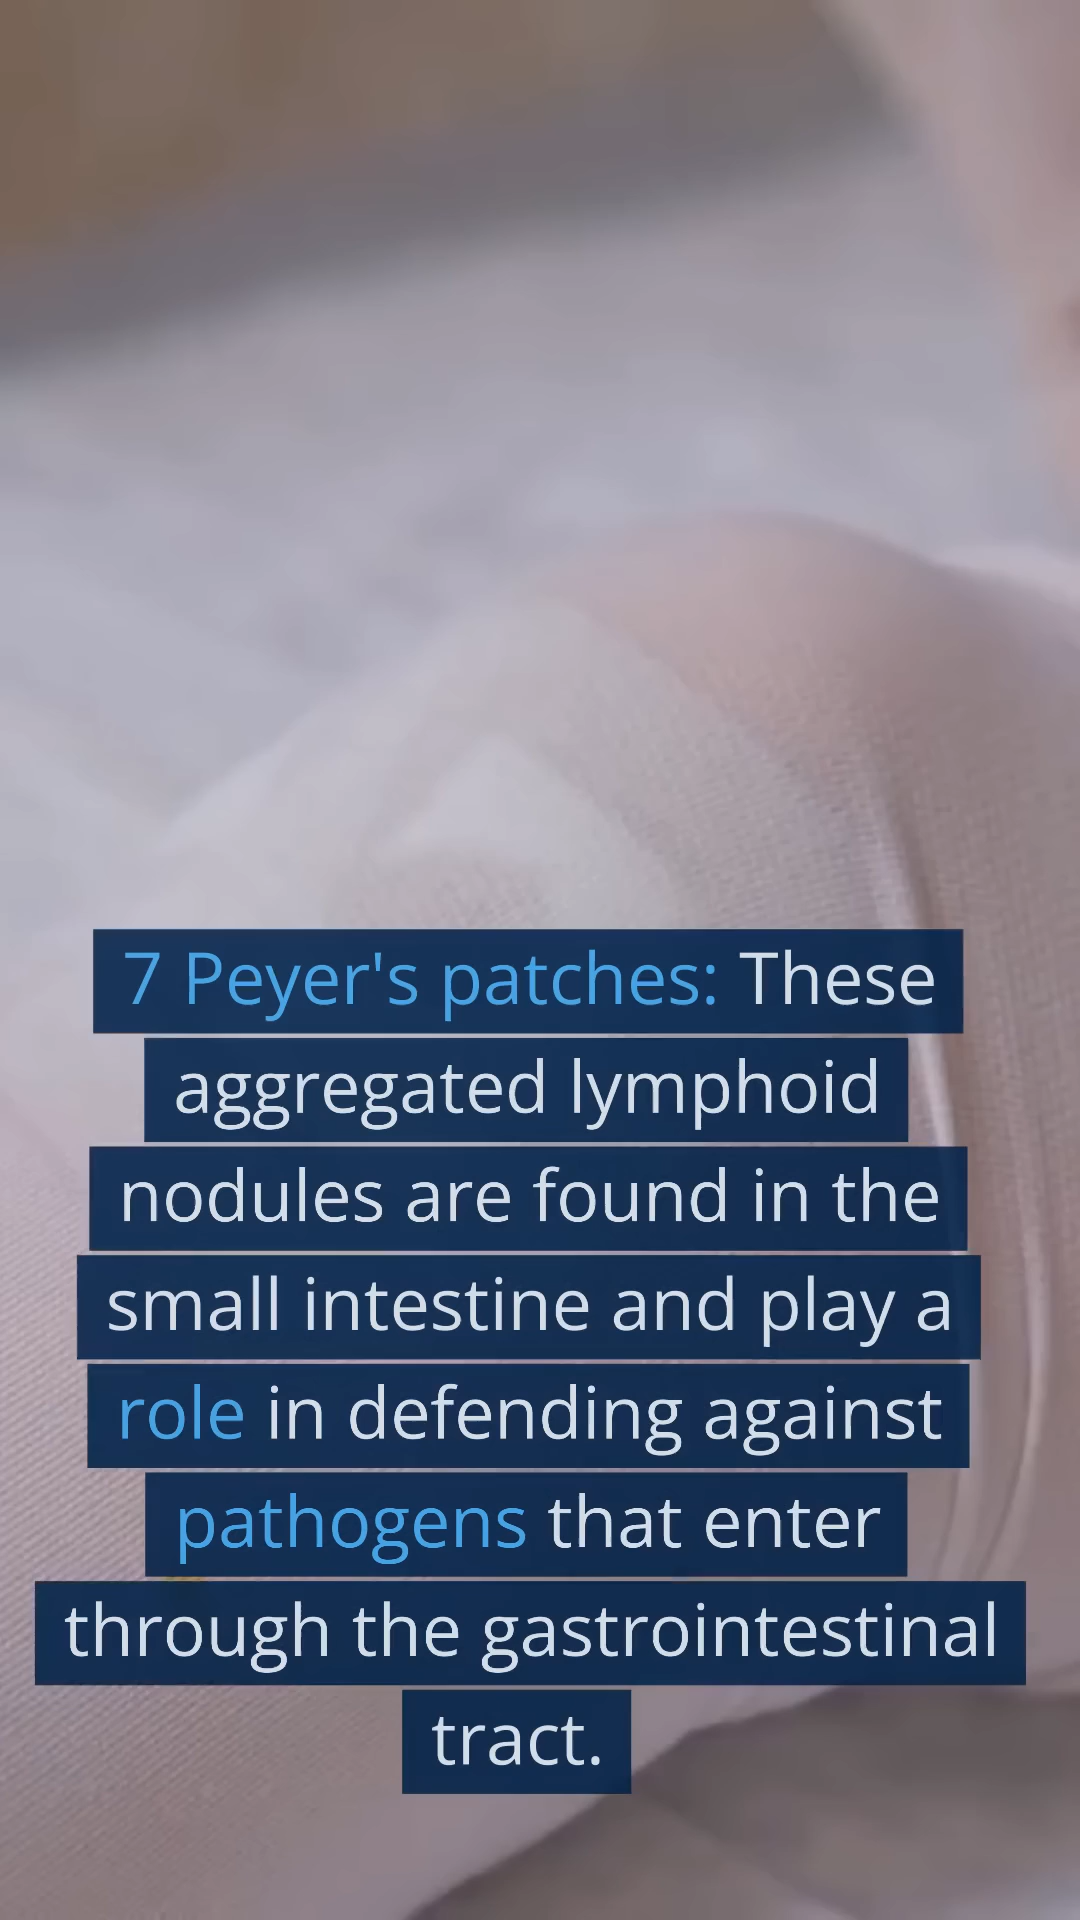 7 Peyer's patches: These
aggregated lymphoid
nodules are found in the
small intestine and play a
role in defending against
pathogens that enter
through the gastrointestinal
tract.